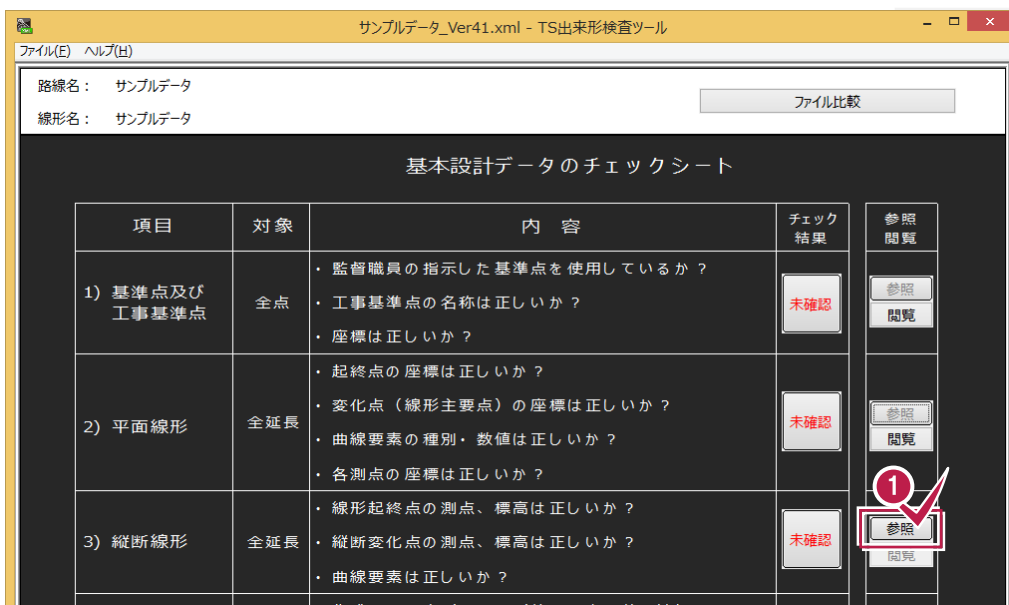 サンプルデータ_Ver41.xml - TS出来形検査ツール
ファイル(F) ヘルプ(H)
路線名： サンプルデータ
ファイル比較
線形名： サンプルデータ
基本設計データのチェックシート
項目 対象 内 容 チェック結果 参照閲覧
1) 基準点及び
工事基準点
全点
・ 監督職員の指示した基準点を使用しているか？
・ 工事基準点の名称は正しいか？
・ 座標は正しいか？
未確認
参照
閲覧
2) 平面線形
全延長
・ 起終点の座標は正しいか？
・ 変化点（線形主要点）の座標は正しいか？
・ 曲線要素の種別・数値は正しいか？
・ 各測点の座標は正しいか？
未確認
参照
閲覧
1
3) 縦断線形
全延長
・ 線形起終点の測点、標高は正しいか？
・ 縦断変化点の測点、標高は正しいか？
・ 曲線要素は正しいか？
未確認
参照
閲覧